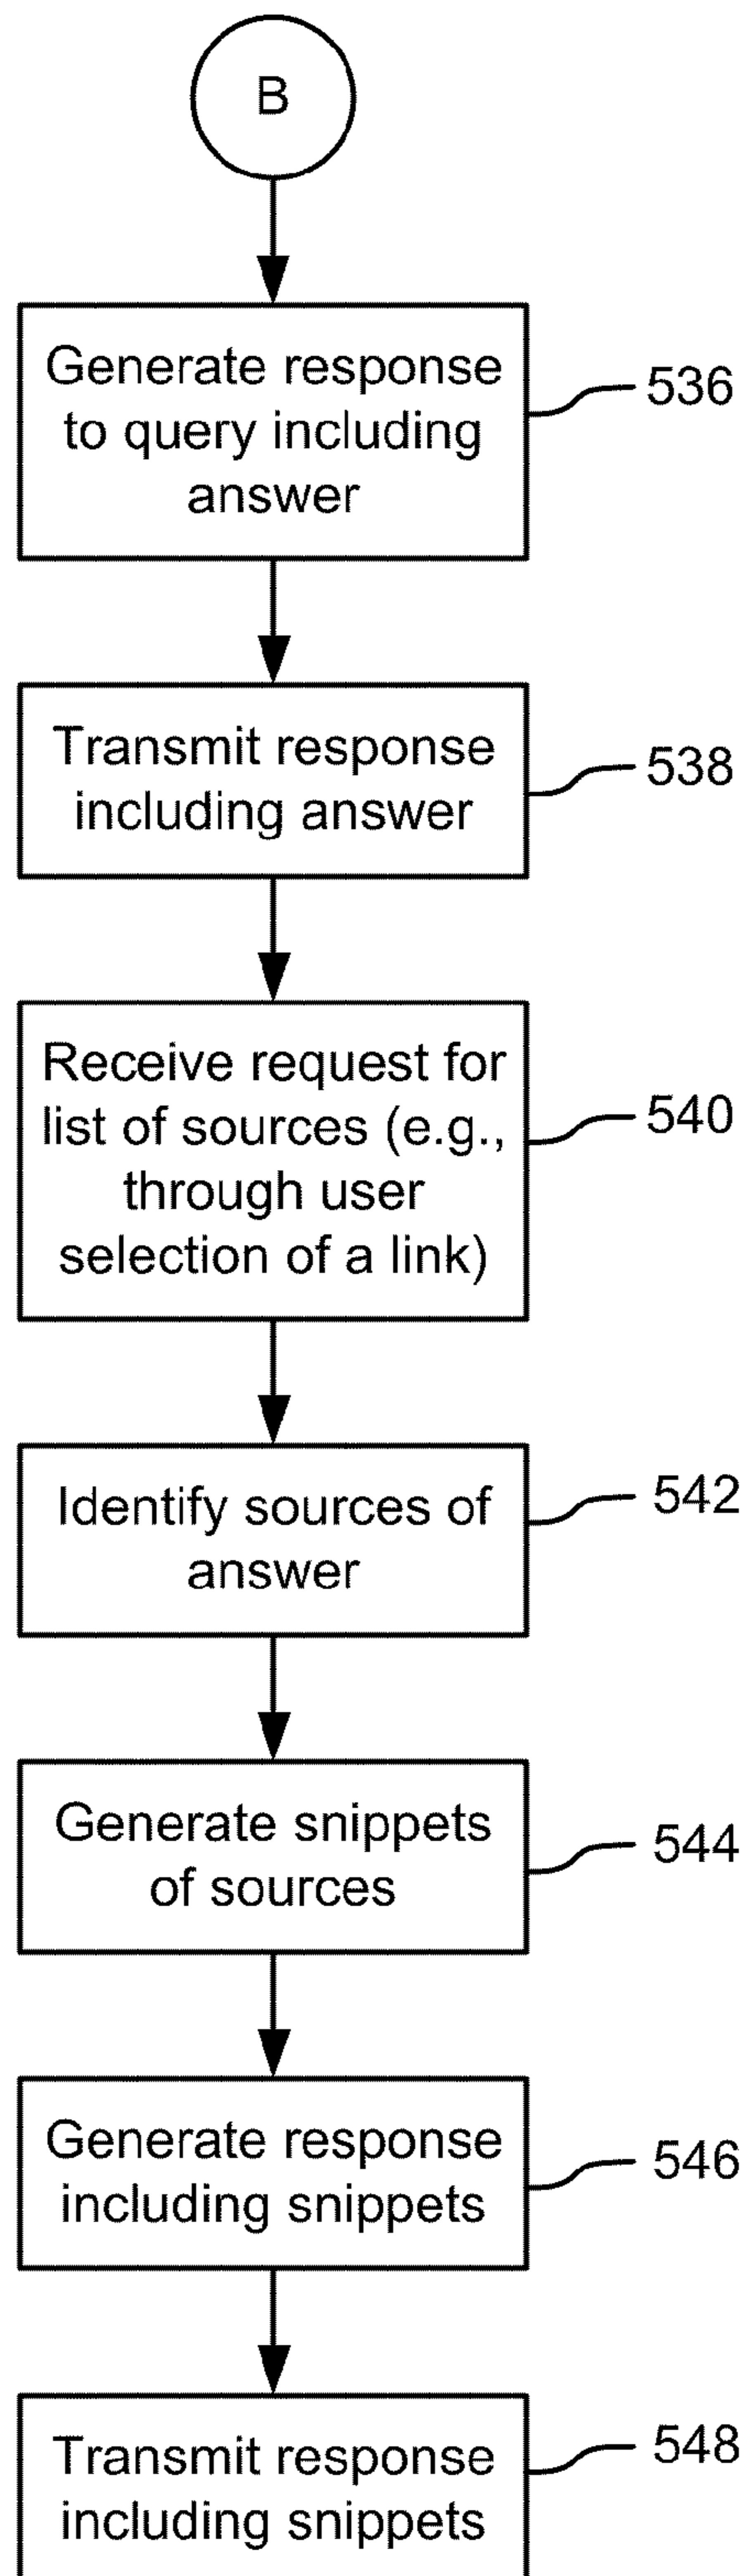 B
Generate response
to query including
answer
536
Transmit response
including answer
538
Receive request for
list of sources (e.g.,
through user
selection of a link)
540
Identify sources of
answer
542
Generate snippets
of sources
544
Generate response
including snippets
546
Transmit response
including snippets
548